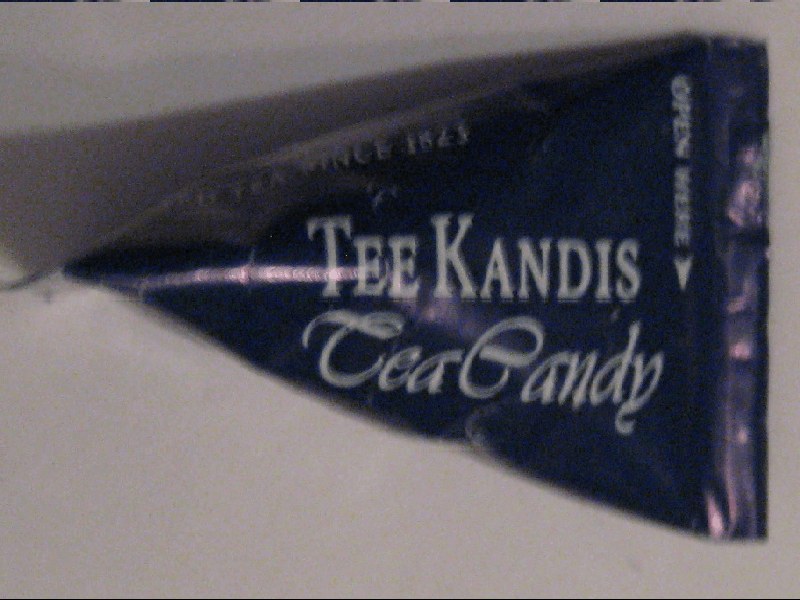 TEA SINCE 1823
TEE KANDIS
Tea Candy
OPEN HERE